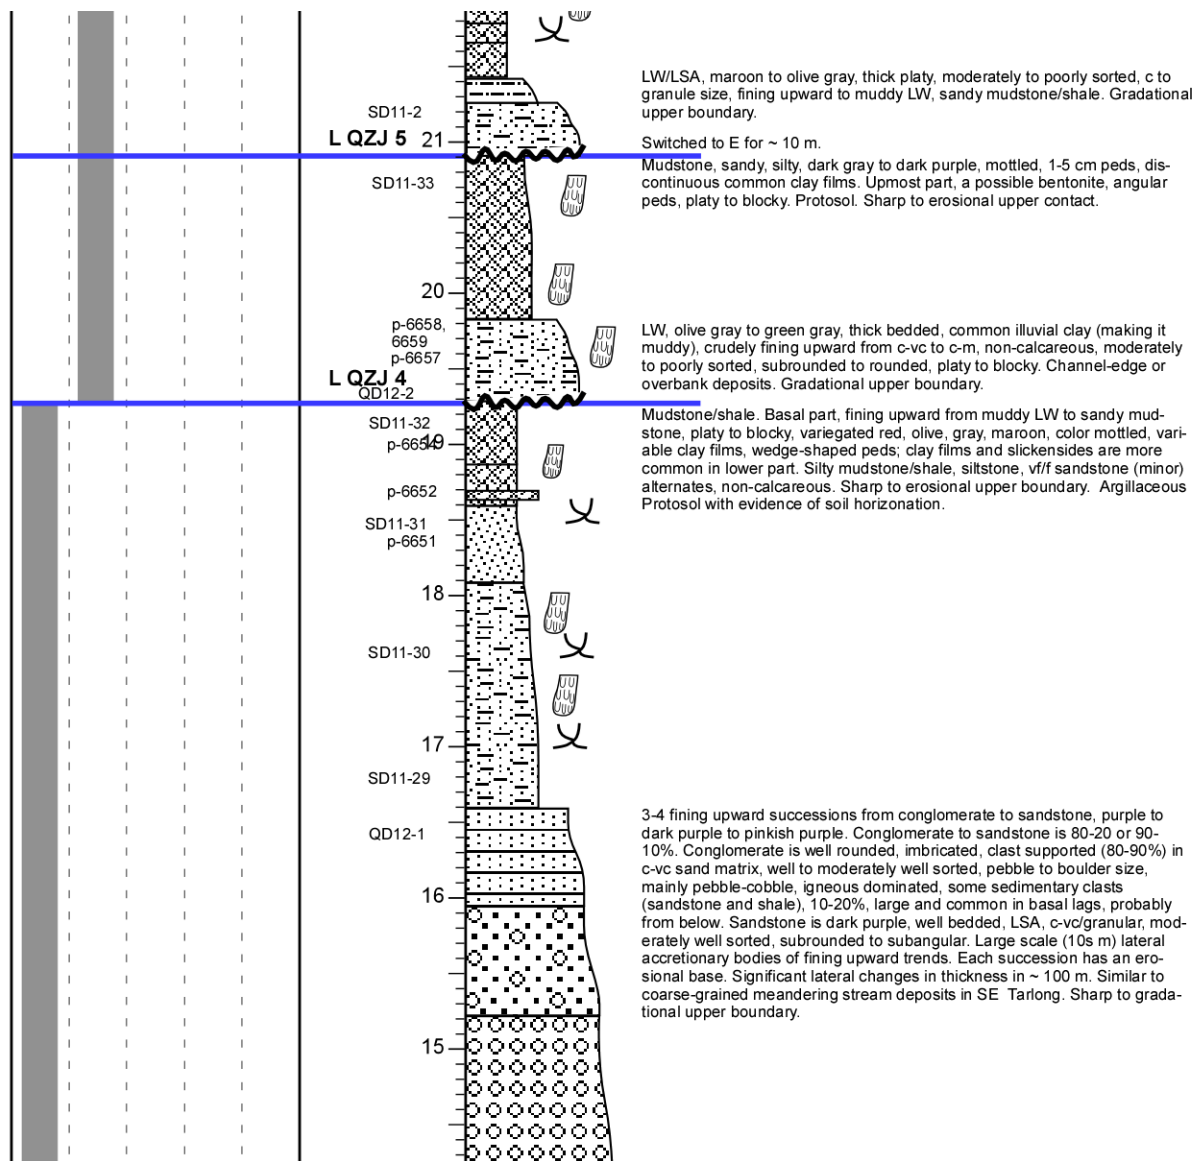 LW/LSA, maroon to olive gray, thick platy, moderately to poorly sorted, c to
granule size, fining upward to muddy LW, sandy mudstone/shale. Gradational
upper boundary.
SD11-2
L QZJ 5 21
Switched to E for ~ 10 m.
Mudstone, sandy, silty, dark gray to dark purple, mottled, 1-5 cm peds, dis-
continuous common clay films. Upmost part, a possible bentonite, angular
peds, platy to blocky. Protosol. Sharp to erosional upper contact.
SD11-33
20
p-6658,
6659
p-6657
LW, olive gray to green gray, thick bedded, common illuvial clay (making it
muddy), crudely fining upward from c-vc to c-m, non-calcareous, moderately
to poorly sorted, subrounded to rounded, platy to blocky. Channel-edge or
overbank deposits. Gradational upper boundary.
L QZJ 4
QD12-2
Mudstone/shale. Basal part, fining upward from muddy LW to sandy mud-
stone, platy to blocky, variegated red, olive, gray, maroon, color mottled, vari-
able clay films, wedge-shaped peds; clay films and slickensides are more
common in lower part. Silty mudstone/shale, siltstone, vf/f sandstone (minor)
alternates, non-calcareous. Sharp to erosional upper boundary. Argillaceous
Protosol with evidence of soil horizonation.
SD11-32
19
p-6652
SD11-31
p-6651
18
SD11-30
17
SD11-29
QD12-1
16
3-4 fining upward successions from conglomerate to sandstone, purple to
dark purple to pinkish purple. Conglomerate to sandstone is 80-20 or 90-
10%. Conglomerate is well rounded, imbricated, clast supported (80-90%) in
c-vc sand matrix, well to moderately well sorted, pebble to boulder size,
mainly pebble-cobble, igneous dominated, some sedimentary clasts
(sandstone and shale), 10-20%, large and common in basal lags, probably
from below. Sandstone is dark purple, well bedded, LSA, c-vc/granular, mod-
erately well sorted, subrounded to subangular. Large scale (10s m) lateral
accretionary bodies of fining upward trends. Each succession has an ero-
sional base. Significant lateral changes in thickness in ~ 100 m. Similar to
coarse-grained meandering stream deposits in SE Tarlong. Sharp to grada-
tional upper boundary.
15